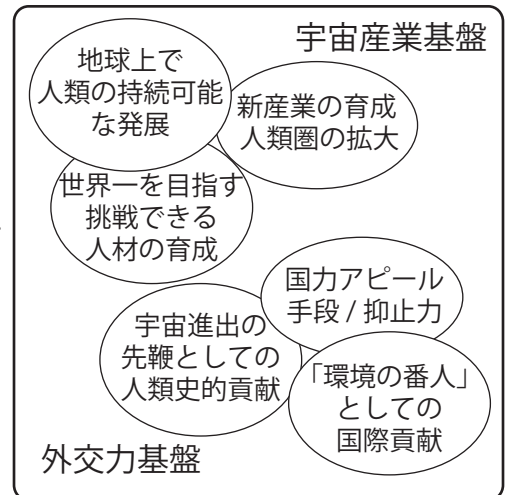 宇宙産業基盤
地球上で
人類の持続可能
な発展
新産業の育成
人類圏の拡大
世界一を目指す
挑戦できる
人材の育成
国力アピール
手段 / 抑止力
宇宙進出の
先鞭としての
人類史的貢献
「環境の番人」
としての
国際貢献
外交力基盤